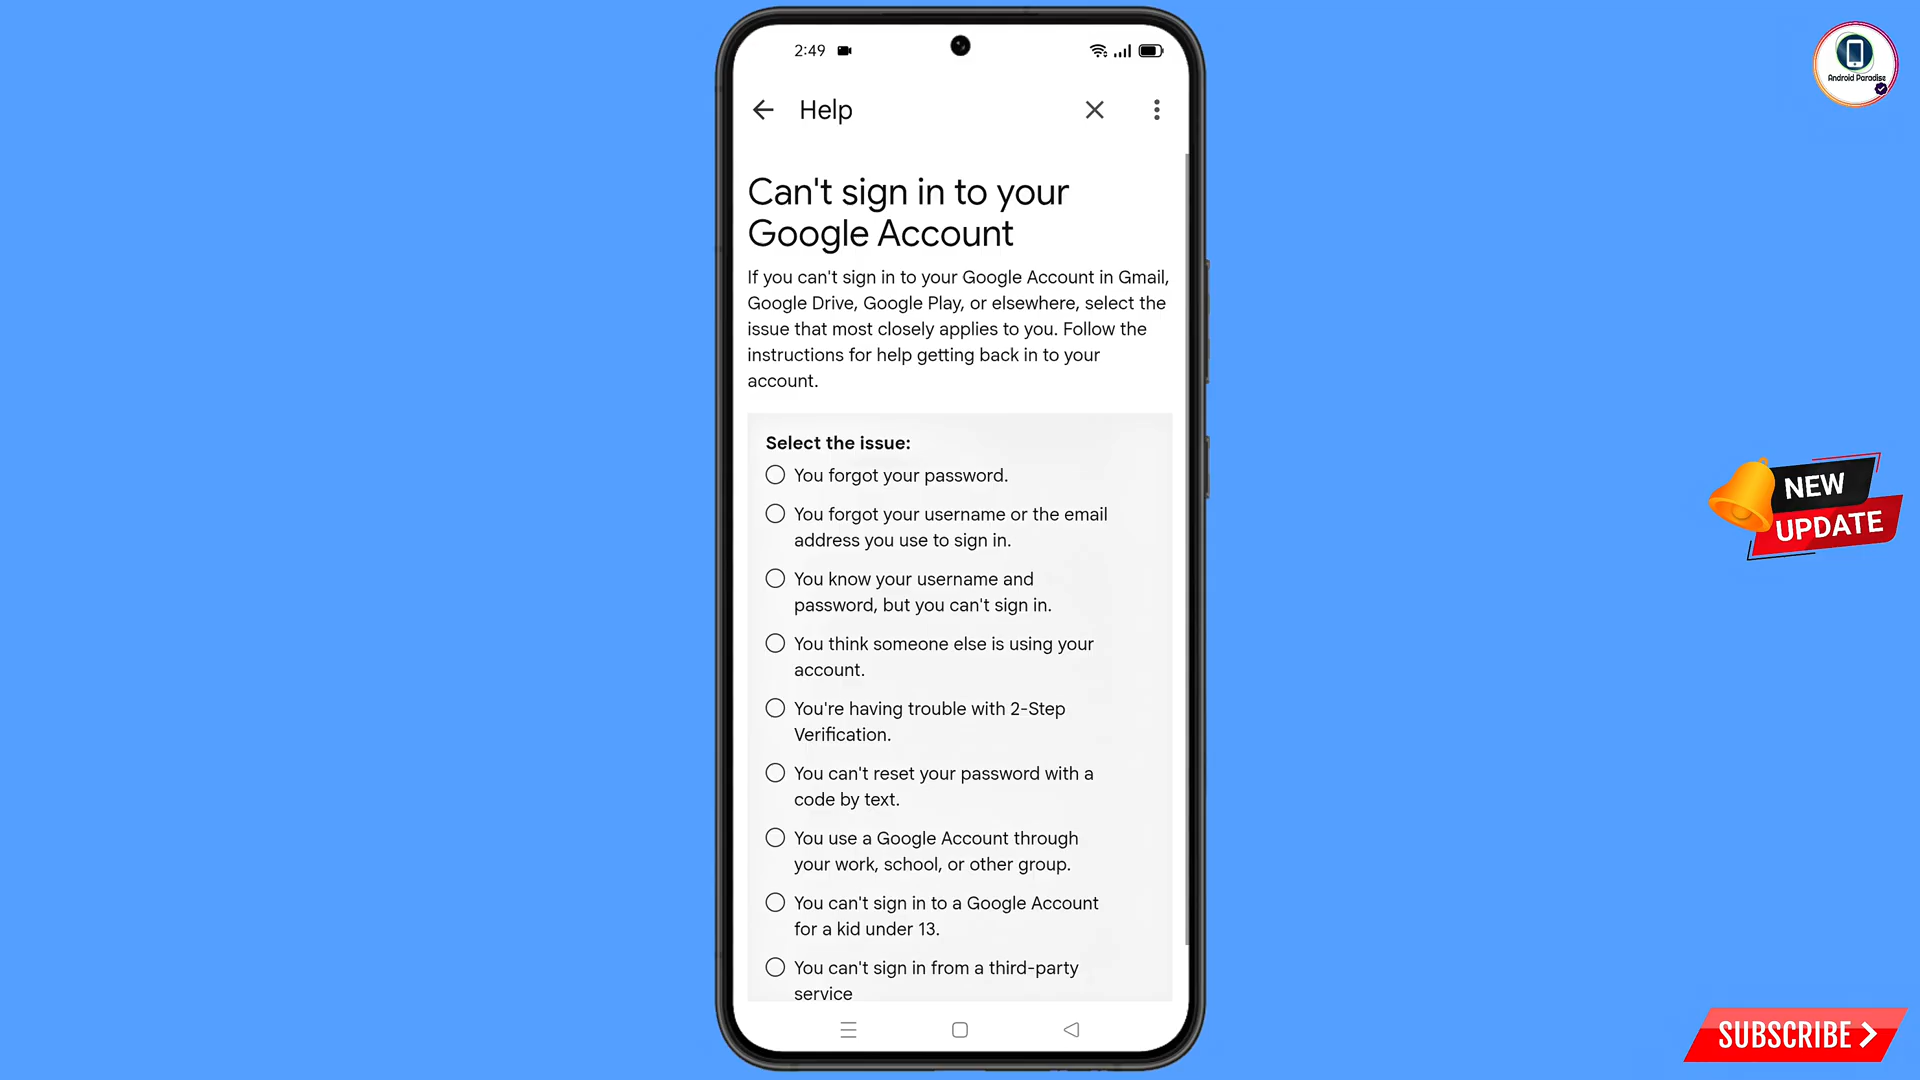 2:49
Android Paradise
Help
Can't sign in to your
Google Account
If you can't sign in to your Google Account in Gmail,
Google Drive, Google Play, or elsewhere, select the
issue that most closely applies to you. Follow the
instructions for help getting back in to your
account.
Select the issue:
You forgot your password.
You forgot your username or the email
address you use to sign in.
You know your username and
password, but you can't sign in.
You think someone else is using your
account.
You're having trouble with 2-Step
Verification.
You can't reset your password with a
code by text.
You use a Google Account through
your work, school, or other group.
You can't sign in to a Google Account
for a kid under 13.
You can't sign in from a third-party
service
NEW
UPDATE
SUBSCRIBE